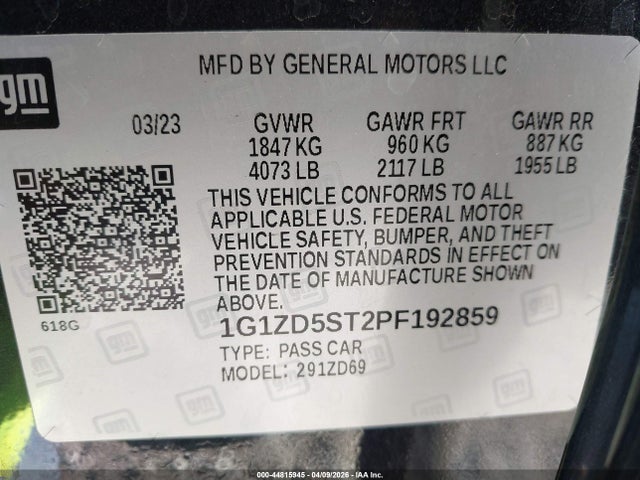 gm
MFD BY GENERAL MOTORS LLC
03/23 GVWR GAWR FRT GAWR RR
1847 KG 960 KG 887 KG
4073 LB 2117 LB 1955 LB
THIS VEHICLE CONFORMS TO ALL
APPLICABLE U.S. FEDERAL MOTOR
VEHICLE SAFETY, BUMPER, AND THEFT
PREVENTION STANDARDS IN EFFECT ON
THE DATE OF MANUFACTURE SHOWN
ABOVE.
618G
1G1ZD5ST2PF192859
TYPE: PASS CAR
MODEL: 291ZD69
000-44815945 | 04/09/2026 | IAA Inc.